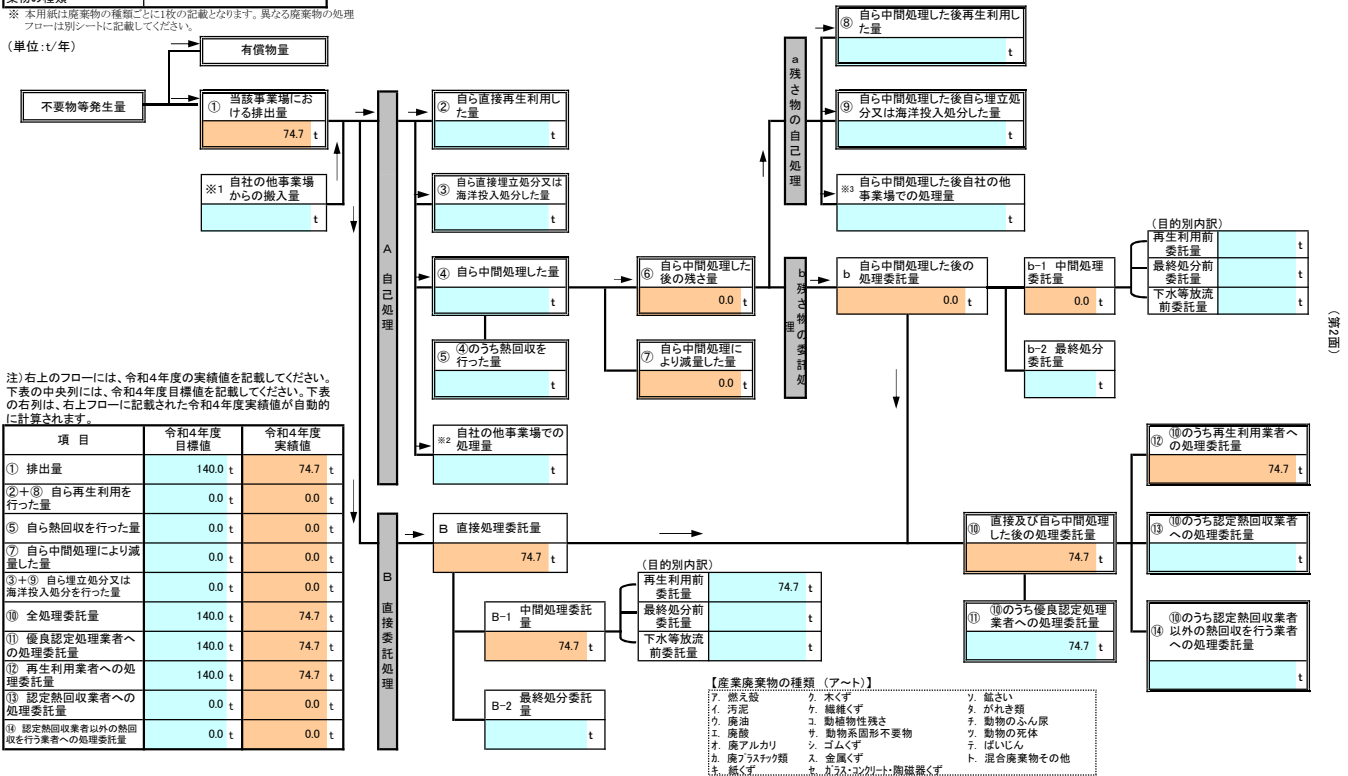 ※ 本用紙は廃棄物の種類ごとに1枚の記載となります。異なる廃棄物の処理
フローは別シートに記載してください。
(単位:t/年)
有償物量
不要物等発生量
① 当該事業場にお
ける排出量
74.7 t
※1 自社の他事業場
からの搬入量
t
A 自己処理
② 自ら直接再生利用し
た量
t
③ 自ら直接埋立処分又は
海洋投入処分した量
t
④ 自ら中間処理した量
t
⑤ ④のうち熱回収を
行った量
t
※2 自社の他事業場での
処理量
t
⑥ 自ら中間処理した
後の残さ量
0.0 t
⑦ 自ら中間処理によ
り減量した量
0.0 t
a 残さ物の自己処理
⑧ 自ら中間処理した後再生利用し
た量
t
⑨ 自ら中間処理した後自ら埋立処
分又は海洋投入処分した量
t
※3 自ら中間処理した後自社の他
事業場での処理量
t
b 残さ物の委託処理
b 自ら中間処理した後の
処理委託量
0.0 t
b-1 中間処理
委託量
0.0 t
b-2 最終処分
委託量
t
(目的別内訳)
再生利用前
委託量 t
最終処分前
委託量 t
下水等放流
前委託量 t
(第2面)
注)右上のフローには、令和4年度の実績値を記載してください。
下表の中央列には、令和4年度目標値を記載してください。下表
の右列は、右上フローに記載された令和4年度実績値が自動的
に計算されます。
項 目 令和4年度
目標値 令和4年度
実績値
① 排出量 140.0 t 74.7 t
②+⑧ 自ら再生利用を
行った量 0.0 t 0.0 t
⑤ 自ら熱回収を行った量 0.0 t 0.0 t
⑦ 自ら中間処理により減
量した量 0.0 t 0.0 t
③+⑨ 自ら埋立処分又は
海洋投入処分を行った量 0.0 t 0.0 t
⑩ 全処理委託量 140.0 t 74.7 t
⑪ 優良認定処理業者へ
の処理委託量 140.0 t 74.7 t
⑫ 再生利用業者への処
理委託量 140.0 t 74.7 t
⑬ 認定熱回収業者への
処理委託量 0.0 t 0.0 t
⑭ 認定熱回収業者以外の熱回
収を行う業者への処理委託量 0.0 t 0.0 t
B 直接委託処理
B 直接処理委託量
74.7 t
B-1 中間処理委託
量
74.7 t
B-2 最終処分委託
量
t
(目的別内訳)
再生利用前
委託量 74.7 t
最終処分前
委託量 t
下水等放流
前委託量 t
⑩ 直接及び自ら中間処理
した後の処理委託量
74.7 t
⑪ ⑩のうち優良認定処理
業者への処理委託量
74.7 t
⑫ ⑩のうち再生利用業者へ
の処理委託量
74.7 t
⑬ ⑩のうち認定熱回収業者
への処理委託量
t
⑭ ⑩のうち認定熱回収業者
以外の熱回収を行う業者
への処理委託量
t
【産業廃棄物の種類 (ア~ト)】
ア. 燃え殻 ク. 木くず ソ. 鉱さい
イ. 汚泥 ケ. 繊維くず タ. がれき類
ウ. 廃油 コ. 動植物性残さ チ. 動物のふん尿
エ. 廃酸 サ. 動物系固形不要物 ツ. 動物の死体
オ. 廃アルカリ シ. ゴムくず テ. ばいじん
カ. 廃プラスチック類 ス. 金属くず ト. 混合廃棄物その他
キ. 紙くず セ. ガラス・コンクリート・陶磁器くず